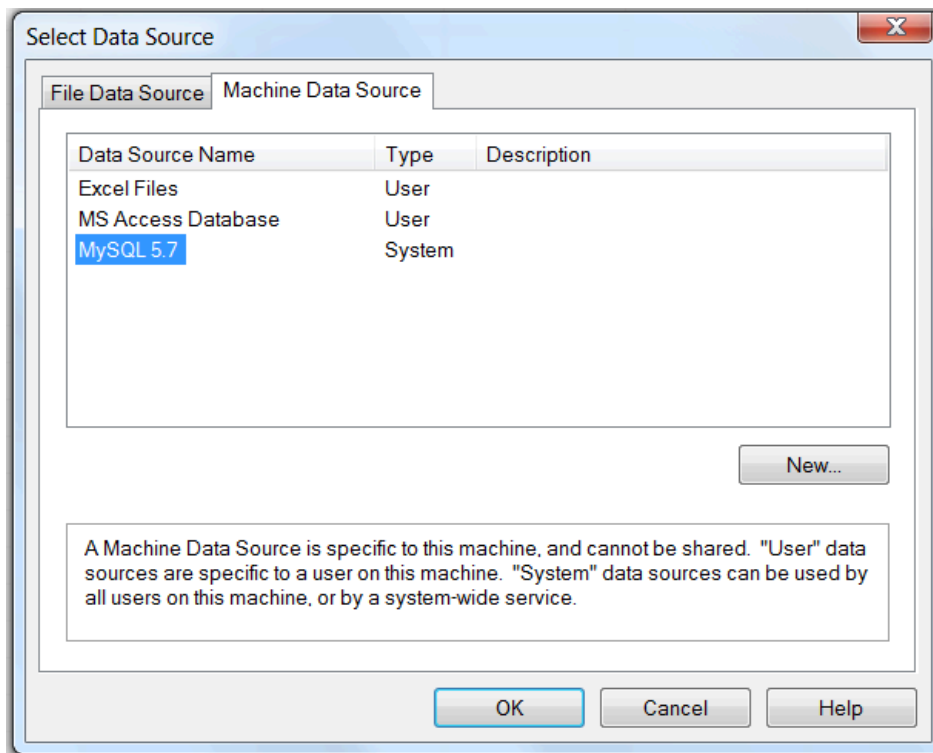 Select Data Source
File Data Source Machine Data Source
Data Source Name Type Description
Excel Files User
MS Access Database User
MySQL 5.7 System
New...
A Machine Data Source is specific to this machine, and cannot be shared. "User" data
sources are specific to a user on this machine. "System" data sources can be used by
all users on this machine, or by a system-wide service.
OK Cancel Help